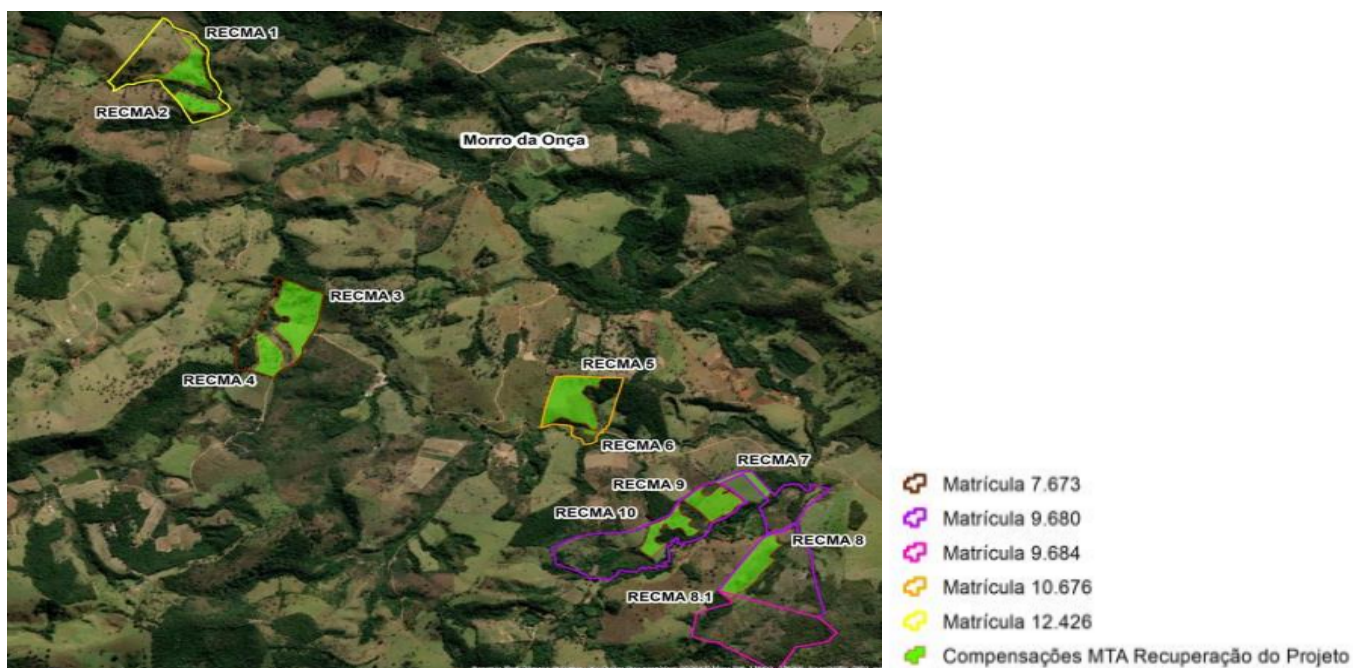 RECMA 1
RECMA 2
Morro da Onça
RECMA 3
RECMA 4
RECMA 5
RECMA 6
RECMA 7
RECMA 9
RECMA 10
RECMA 8
RECMA 8.1
Matrícula 7.673
Matrícula 9.680
Matrícula 9.684
Matrícula 10.676
Matrícula 12.426
Compensações MTA Recuperação do Projeto